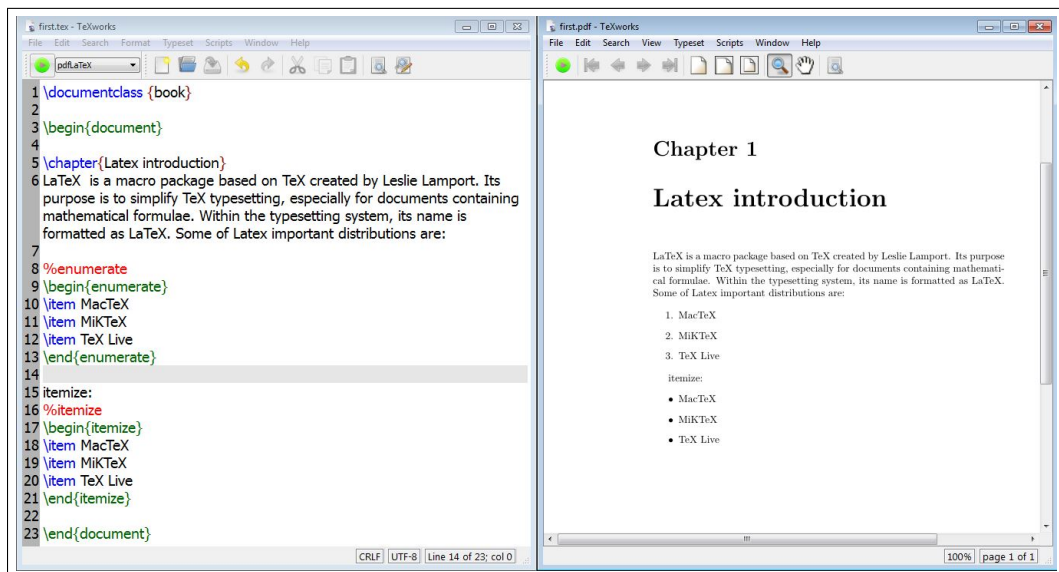 first.tex - TeXworks
File Edit Search Format Typeset Scripts Window Help
pdfLaTeX
1 \documentclass {book}
2
3 \begin{document}
4
5 \chapter{Latex introduction}
6 LaTeX  is a macro package based on TeX created by Leslie Lamport. Its
purpose is to simplify TeX typesetting, especially for documents containing
mathematical formulae. Within the typesetting system, its name is
formatted as LaTeX. Some of Latex important distributions are:
7
8 %enumerate
9 \begin{enumerate}
10 \item MacTeX
11 \item MiKTeX
12 \item TeX Live
13 \end{enumerate}
14
15 itemize:
16 %itemize
17 \begin{itemize}
18 \item MacTeX
19 \item MiKTeX
20 \item TeX Live
21 \end{itemize}
22
23 \end{document}
CRLF UTF-8 Line 14 of 23; col 0
first.pdf - TeXworks
File Edit Search View Typeset Scripts Window Help
Chapter 1
Latex introduction
LaTeX is a macro package based on TeX created by Leslie Lamport. Its purpose
is to simplify TeX typesetting, especially for documents containing mathemati-
cal formulae. Within the typesetting system, its name is formatted as LaTeX.
Some of Latex important distributions are:
1. MacTeX
2. MiKTeX
3. TeX Live
itemize:
• MacTeX
• MiKTeX
• TeX Live
100% page 1 of 1